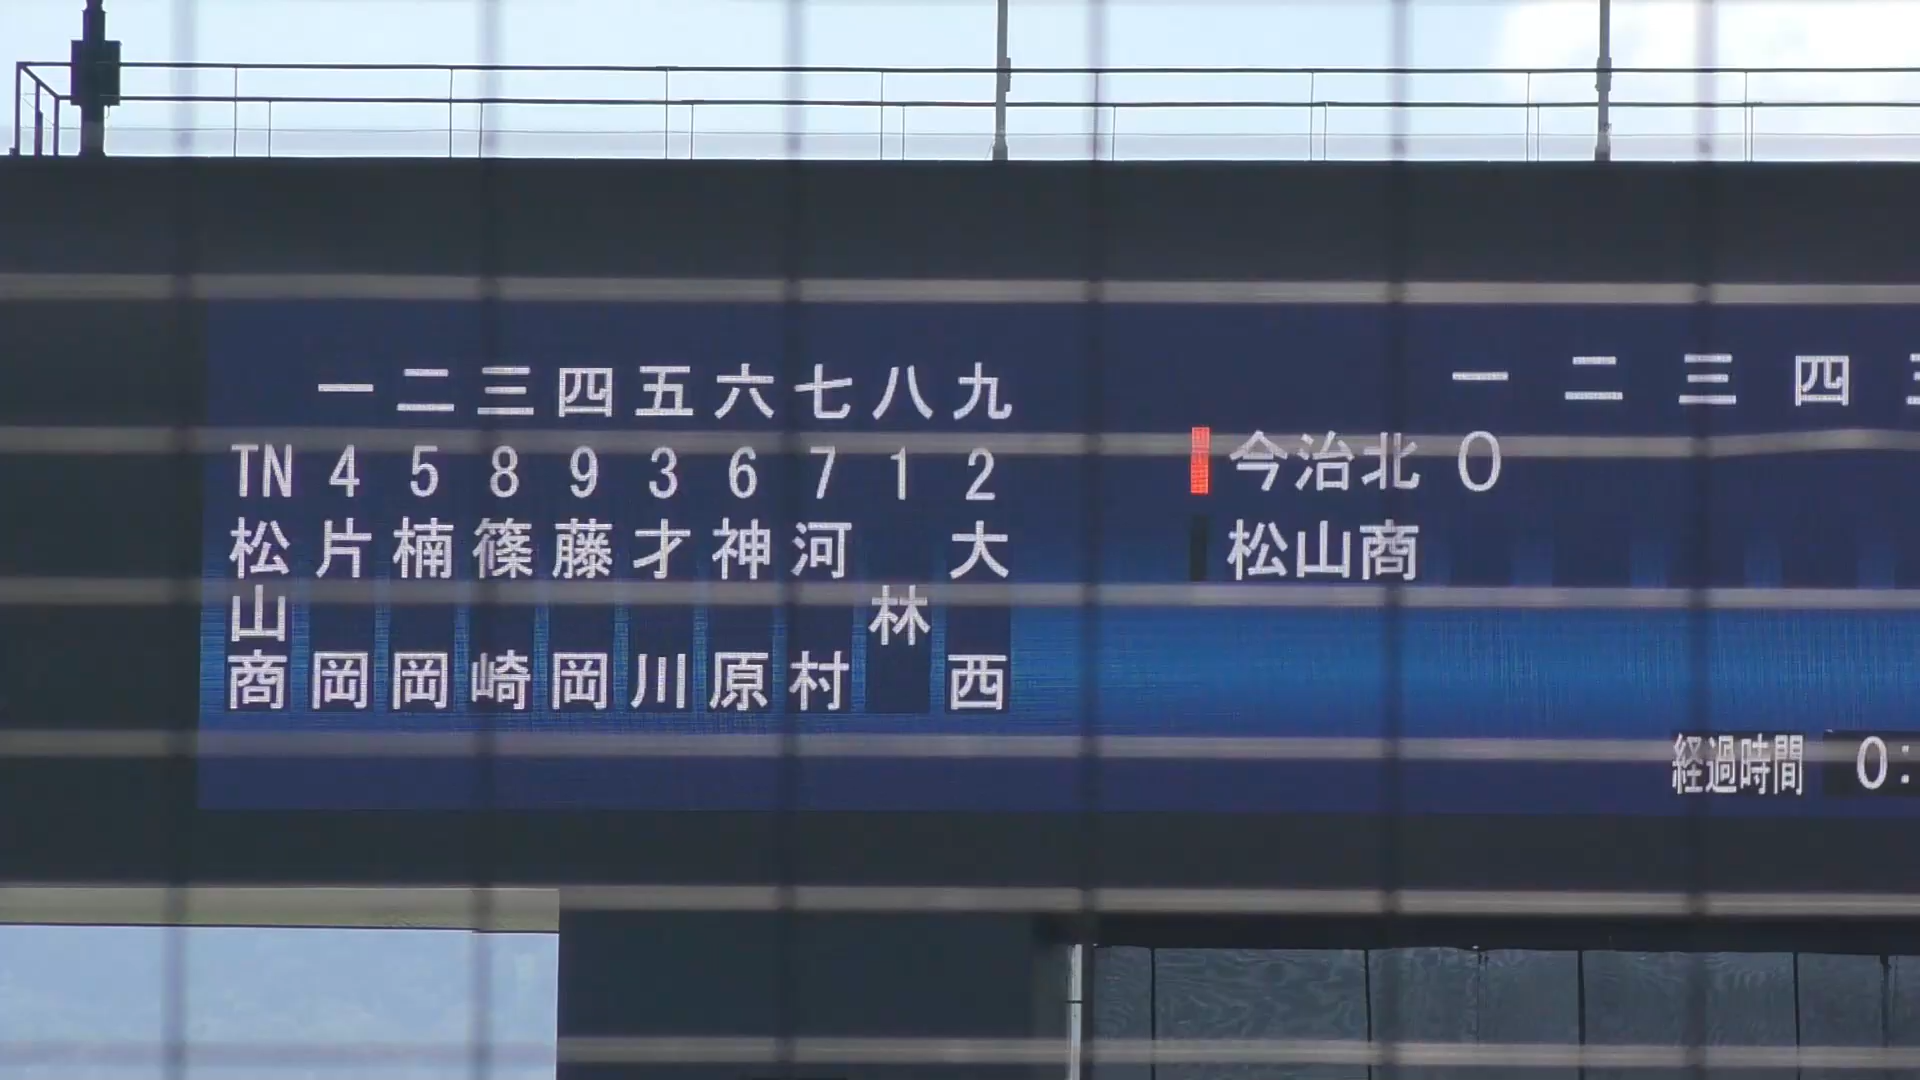 一 二 三 四 五 六 七 八 九
TN 4 5 8 9 3 6 7 1 2
松山商 片岡 楠岡 篠崎 藤岡 才川 神原 河村 林 大西
一 二 三 四
今治北 0
松山商
経過時間 0: